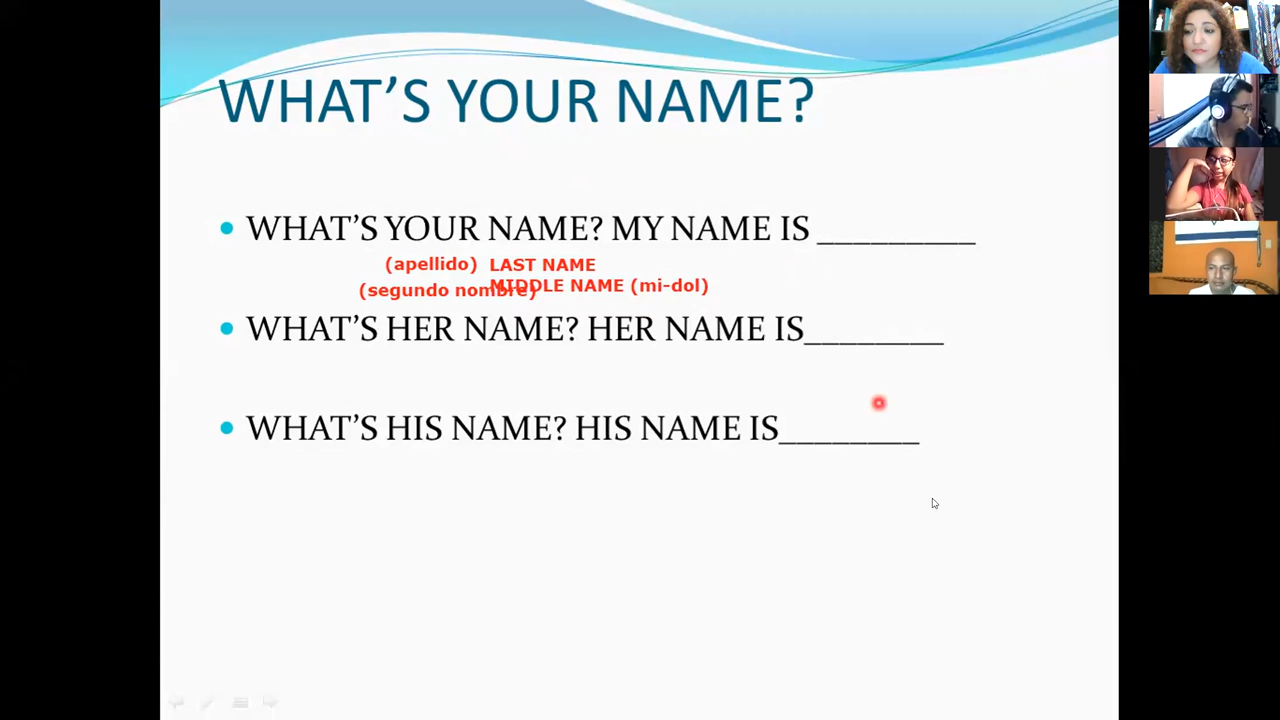 WHAT’S YOUR NAME?
WHAT’S YOUR NAME? MY NAME IS _________
(apellido) LAST NAME
(segundo nombre) MIDDLE NAME (mi-dol)
WHAT’S HER NAME? HER NAME IS________
WHAT’S HIS NAME? HIS NAME IS________